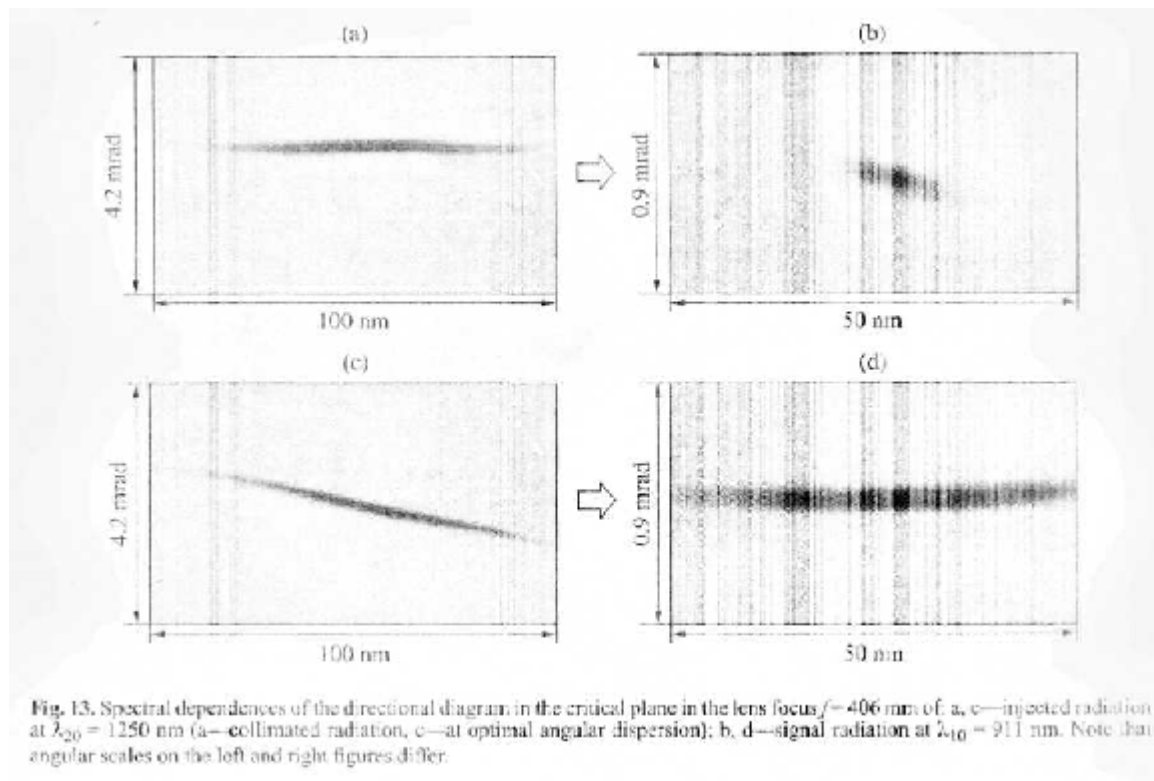 (a)
(b)
4.2 mrad
0.9 mrad
100 nm
50 nm
(c)
(d)
4.2 mrad
0.9 mrad
100 nm
50 nm
Fig. 13. Spectral dependences of the directional diagram in the critical plane in the lens focus f = 406 mm of: a, c—injected radiation
at λ20 = 1250 nm (a—collimated radiation, c—at optimal angular dispersion); b, d—signal radiation at λ10 = 911 nm. Note that
angular scales on the left and right figures differ.